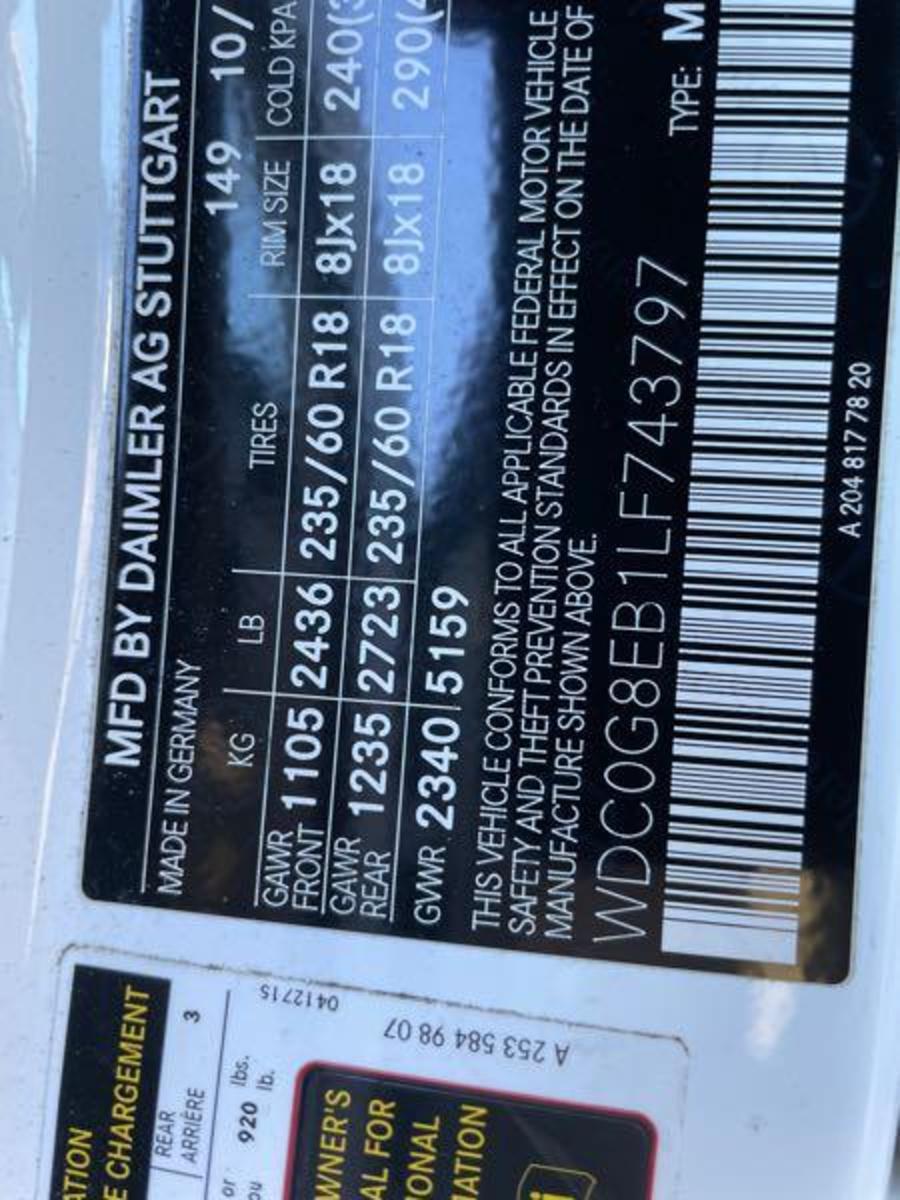 MFD BY DAIMLER AG STUTTGART
MADE IN GERMANY 149 10/
KG LB TIRES RIM SIZE COLD KPA
GAWR FRONT 1105 2436 235/60 R18 8Jx18 240(
GAWR REAR 1235 2723 235/60 R18 8Jx18 290(
GVWR 2340 5159
THIS VEHICLE CONFORMS TO ALL APPLICABLE FEDERAL MOTOR VEHICLE
SAFETY AND THEFT PREVENTION STANDARDS IN EFFECT ON THE DATE OF
MANUFACTURE SHOWN ABOVE.
WDC0G8EB1LF743797 TYPE: M
A 204 817 78 20
ATION
E CHARGEMENT
REAR
ARRIÈRE 3
or 920 lbs.
ou lb.
0412715
A 253 584 98 07
WNER'S
AL FOR
IONAL
ATION
i